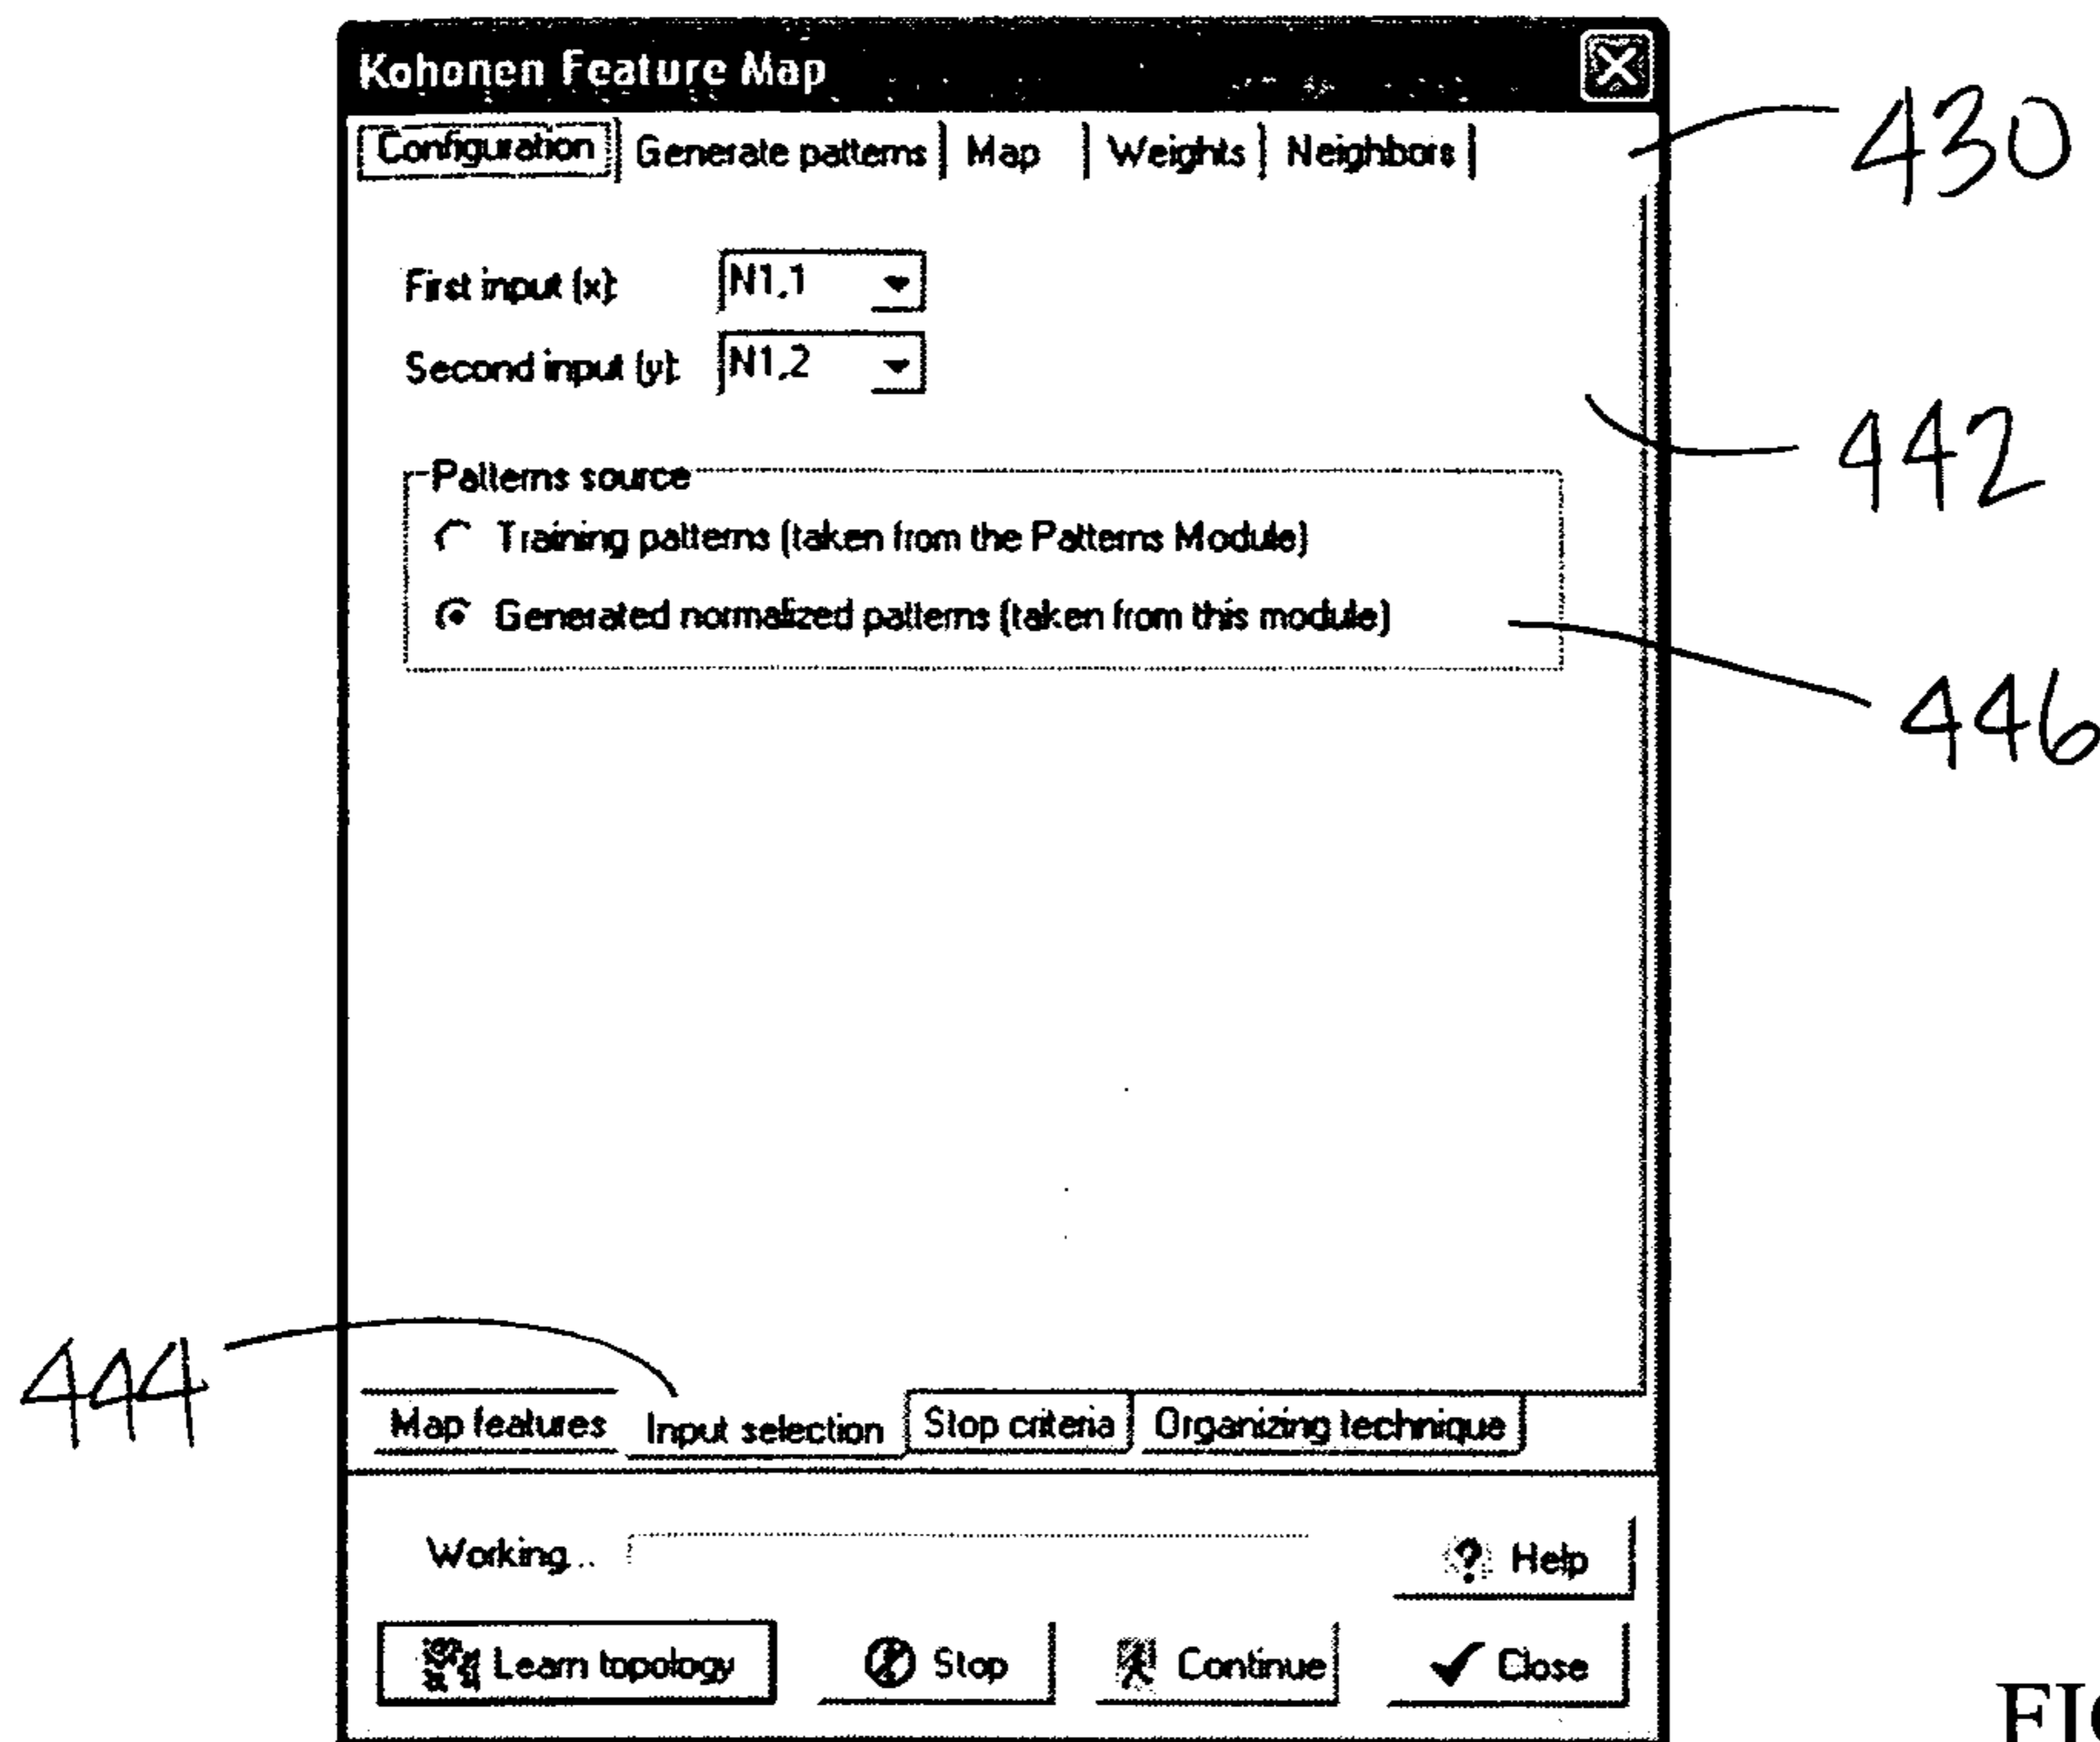 Kohonen Feature Map
Configuration Generate patterns Map Weights Neighbors
430
First input (x): N1,1
Second input (y): N1,2
442
Patterns source
Training patterns (taken from the Patterns Module)
Generated normalized patterns (taken from this module)
446
444
Map features Input selection Stop criteria Organizing technique
Working...
Help
Learn topology Stop Continue Close